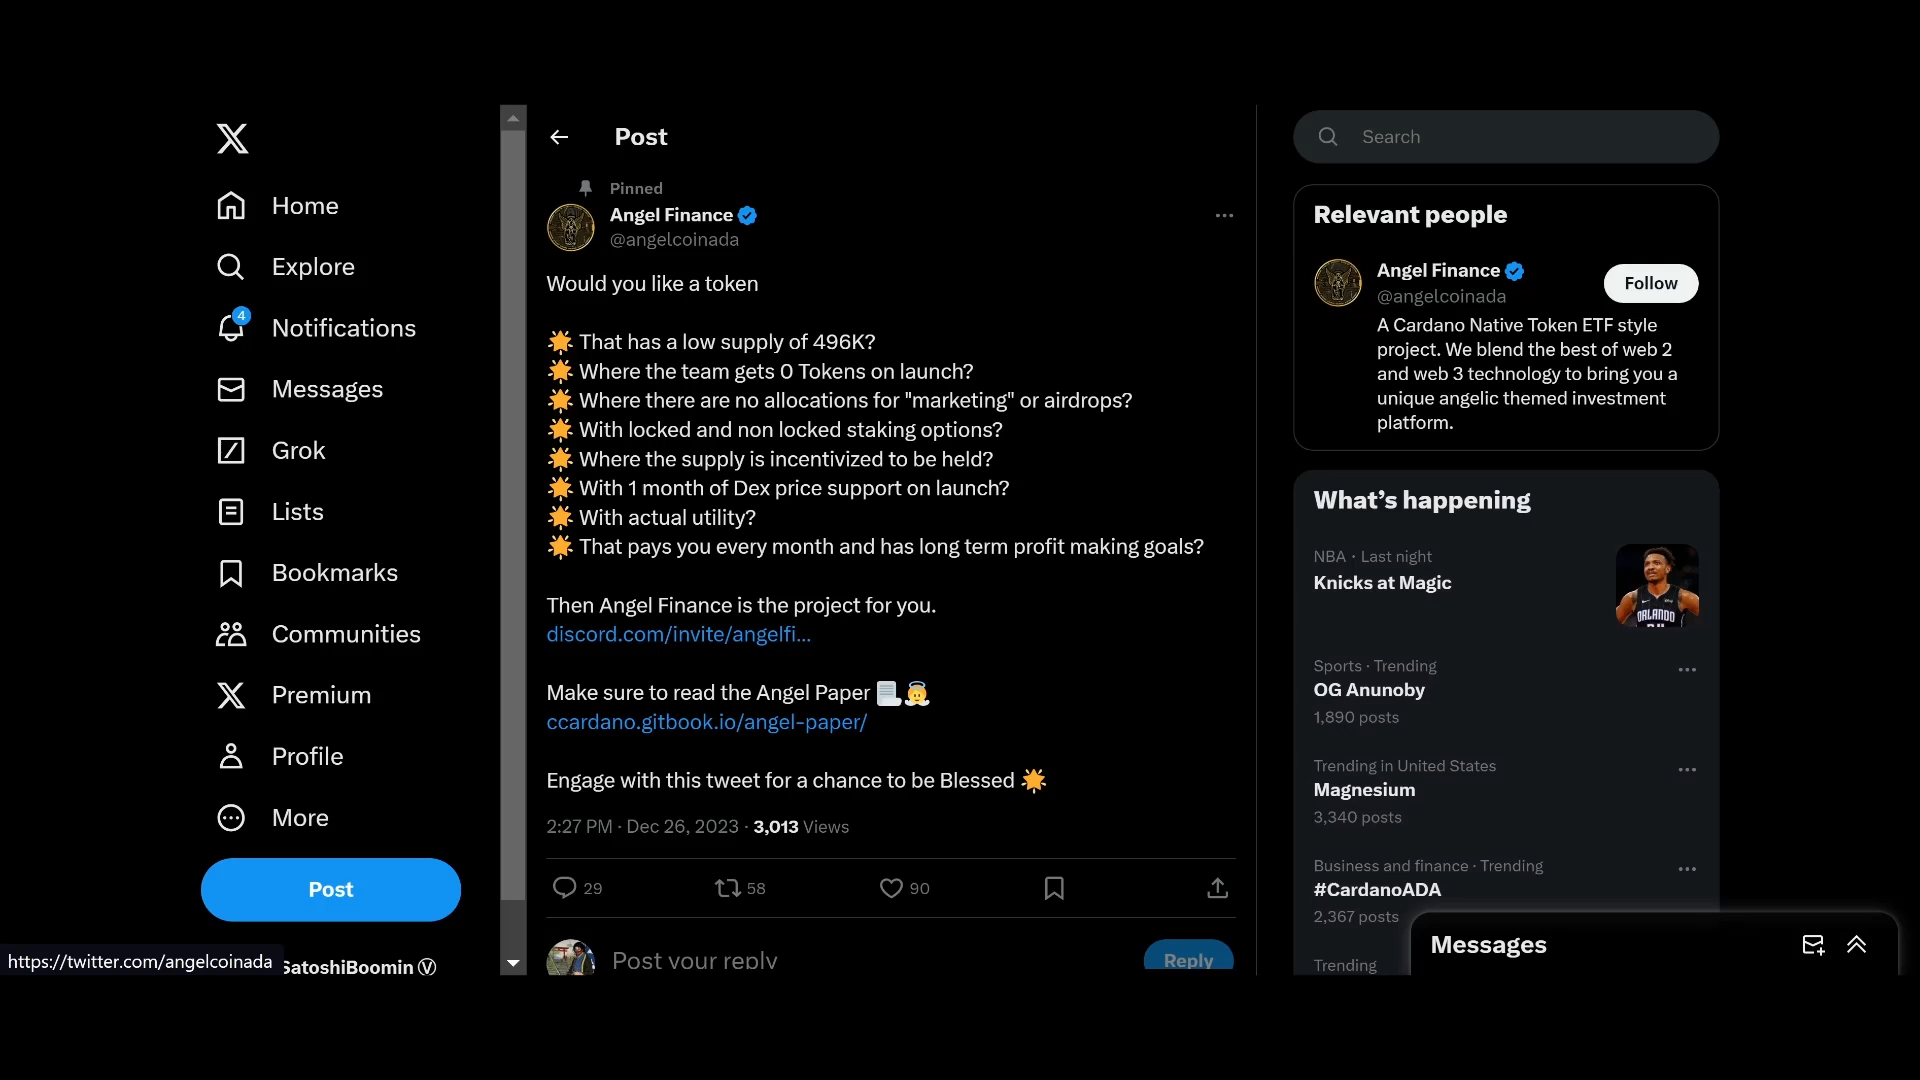 Home
Explore
4
Notifications
Messages
Grok
Lists
Bookmarks
Communities
Premium
Profile
More
Post
https://twitter.com/angelcoinada
SatoshiBoomin
Post
Pinned
Angel Finance
@angelcoinada
Would you like a token
🌟 That has a low supply of 496K?
🌟 Where the team gets 0 Tokens on launch?
🌟 Where there are no allocations for "marketing" or airdrops?
🌟 With locked and non locked staking options?
🌟 Where the supply is incentivized to be held?
🌟 With 1 month of Dex price support on launch?
🌟 With actual utility?
🌟 That pays you every month and has long term profit making goals?
Then Angel Finance is the project for you.
discord.com/invite/angelfi...
Make sure to read the Angel Paper 📃😇
ccardano.gitbook.io/angel-paper/
Engage with this tweet for a chance to be Blessed 🌟
2:27 PM · Dec 26, 2023 · 3,013 Views
29 58 90
Post your reply
Reply
Search
Relevant people
Angel Finance
@angelcoinada
Follow
A Cardano Native Token ETF style
project. We blend the best of web 2
and web 3 technology to bring you a
unique angelic themed investment
platform.
What's happening
NBA · Last night
Knicks at Magic
ORLANDO
Sports · Trending
OG Anunoby
1,890 posts
Trending in United States
Magnesium
3,340 posts
Business and finance · Trending
#CardanoADA
2,367 posts
Trending
Messages